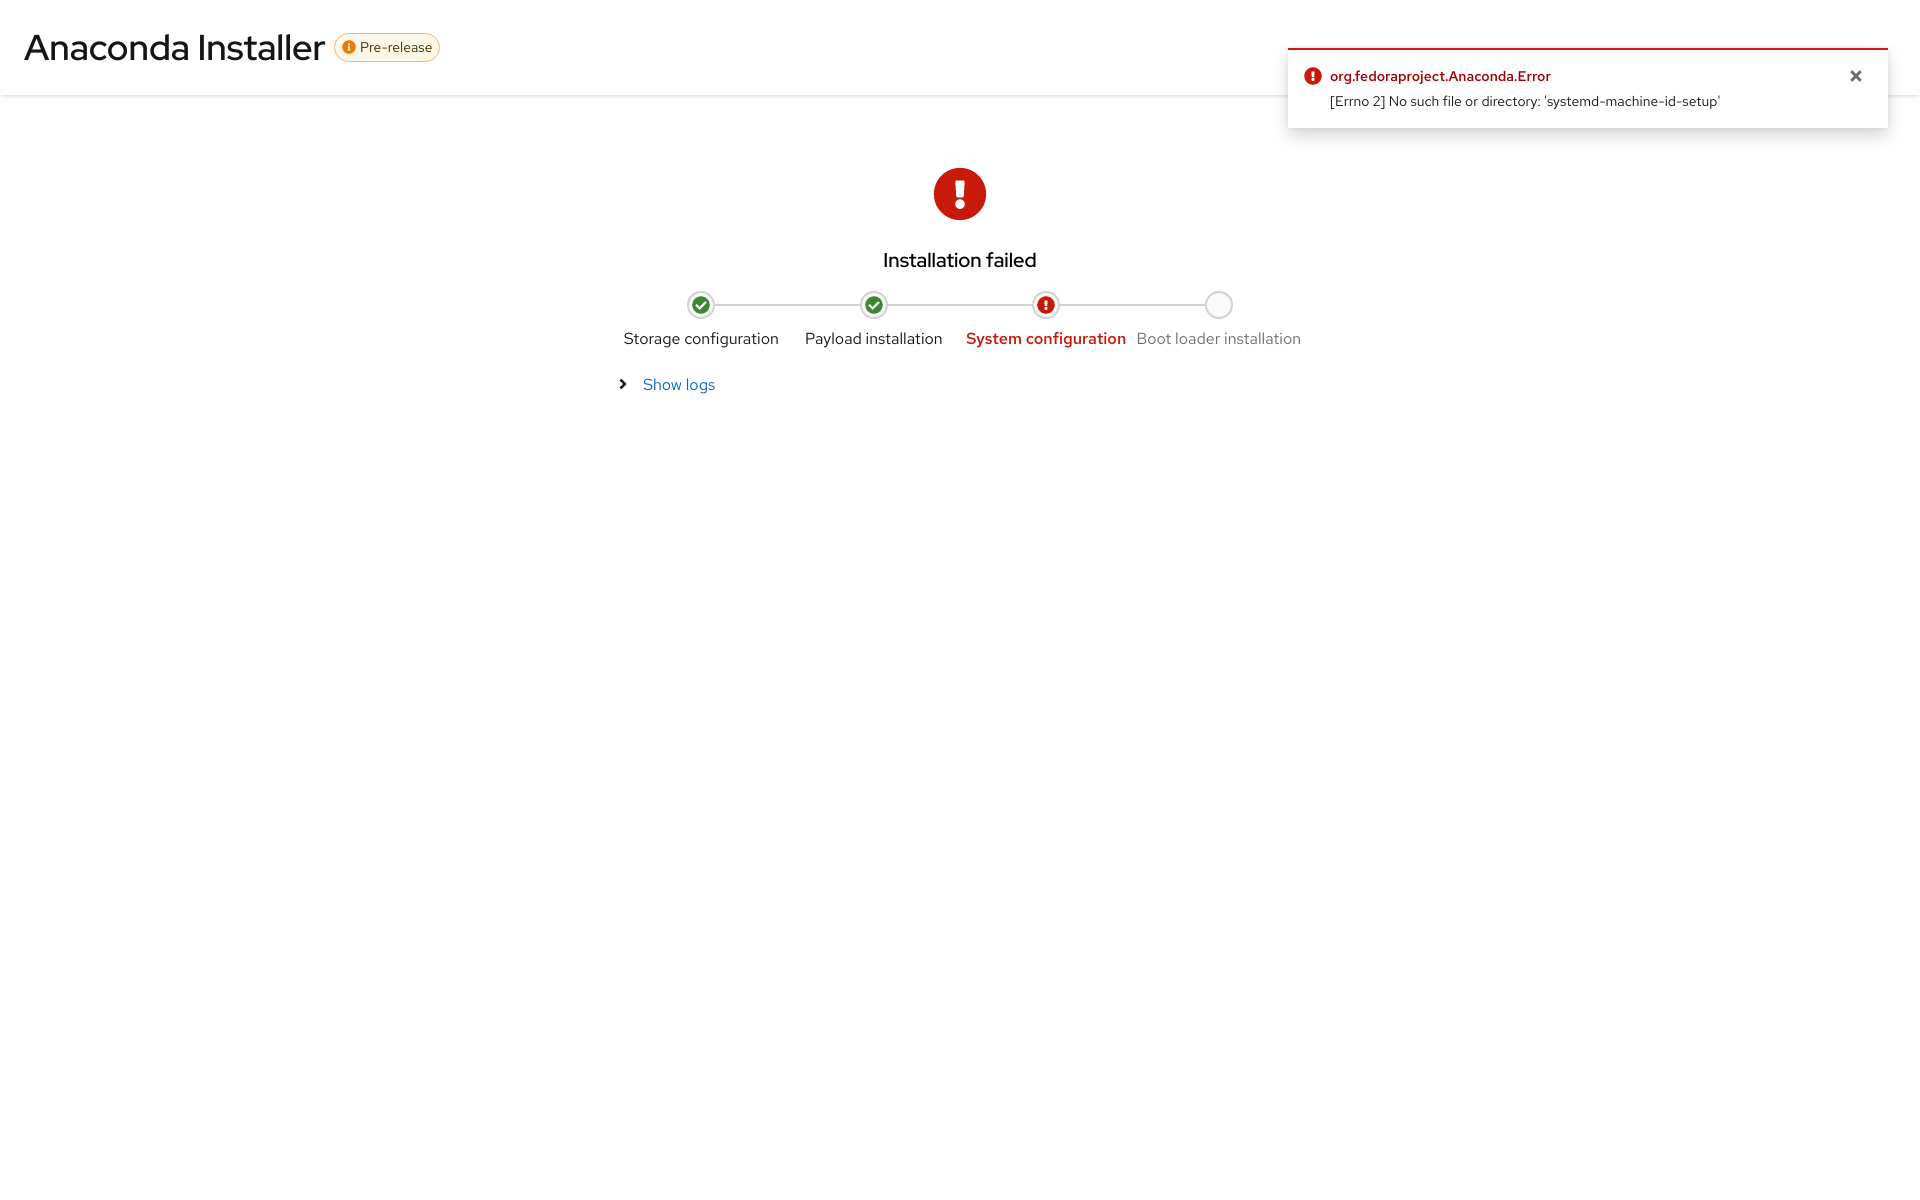 Anaconda Installer
Pre-release
org.fedoraproject.Anaconda.Error
[Errno 2] No such file or directory: 'systemd-machine-id-setup'
Installation failed
Storage configuration
Payload installation
System configuration
Boot loader installation
Show logs